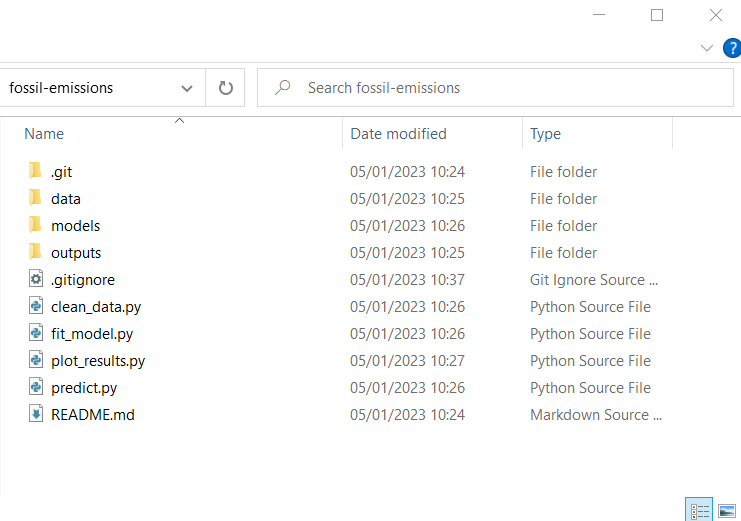 ?
fossil-emissions Search fossil-emissions
Name Date modified Type
.git 05/01/2023 10:24 File folder
data 05/01/2023 10:25 File folder
models 05/01/2023 10:26 File folder
outputs 05/01/2023 10:25 File folder
.gitignore 05/01/2023 10:37 Git Ignore Source ...
clean_data.py 05/01/2023 10:26 Python Source File
fit_model.py 05/01/2023 10:26 Python Source File
plot_results.py 05/01/2023 10:27 Python Source File
predict.py 05/01/2023 10:26 Python Source File
README.md 05/01/2023 10:24 Markdown Source ...